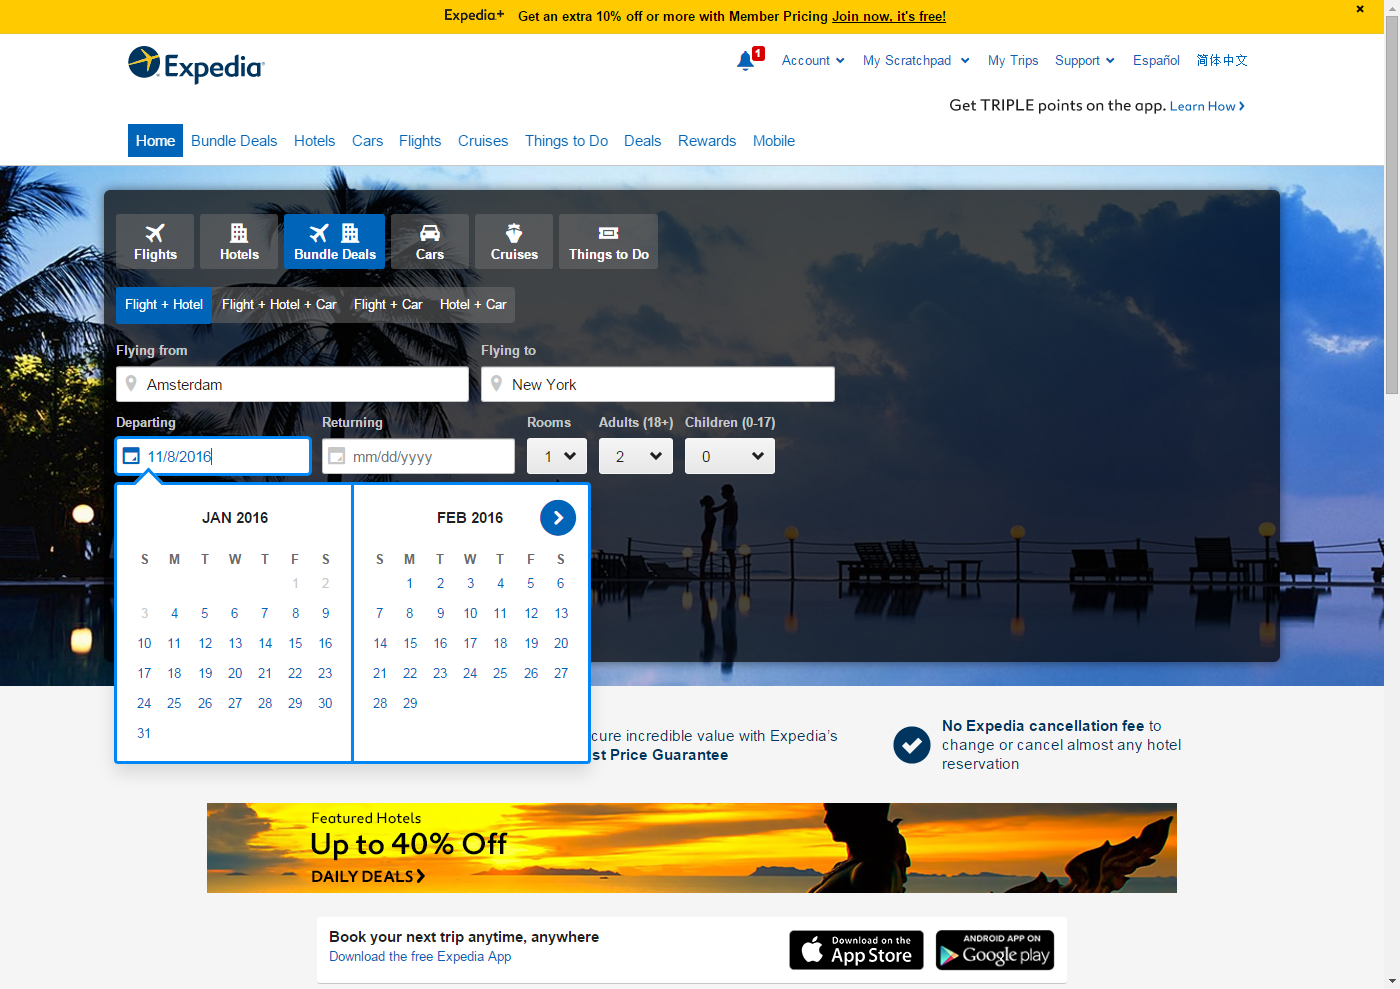 Expedia+ Get an extra 10% off or more with Member Pricing Join now, it's free! ×
Expedia
1 Account My Scratchpad My Trips Support Español 简体中文
Get TRIPLE points on the app. Learn How
Home Bundle Deals Hotels Cars Flights Cruises Things to Do Deals Rewards Mobile
Flights Hotels Bundle Deals Cars Cruises Things to Do
Flight + Hotel Flight + Hotel + Car Flight + Car Hotel + Car
Flying from Flying to
Amsterdam New York
Departing Returning Rooms Adults (18+) Children (0-17)
11/8/2016 mm/dd/yyyy 1 2 0
JAN 2016
S M T W T F S
1 2
3 4 5 6 7 8 9
10 11 12 13 14 15 16
17 18 19 20 21 22 23
24 25 26 27 28 29 30
31
FEB 2016
S M T W T F S
1 2 3 4 5 6
7 8 9 10 11 12 13
14 15 16 17 18 19 20
21 22 23 24 25 26 27
28 29
cure incredible value with Expedia's
st Price Guarantee
No Expedia cancellation fee to
change or cancel almost any hotel
reservation
Featured Hotels
Up to 40% Off
DAILY DEALS
Book your next trip anytime, anywhere
Download the free Expedia App
Download on the
App Store
ANDROID APP ON
Google play